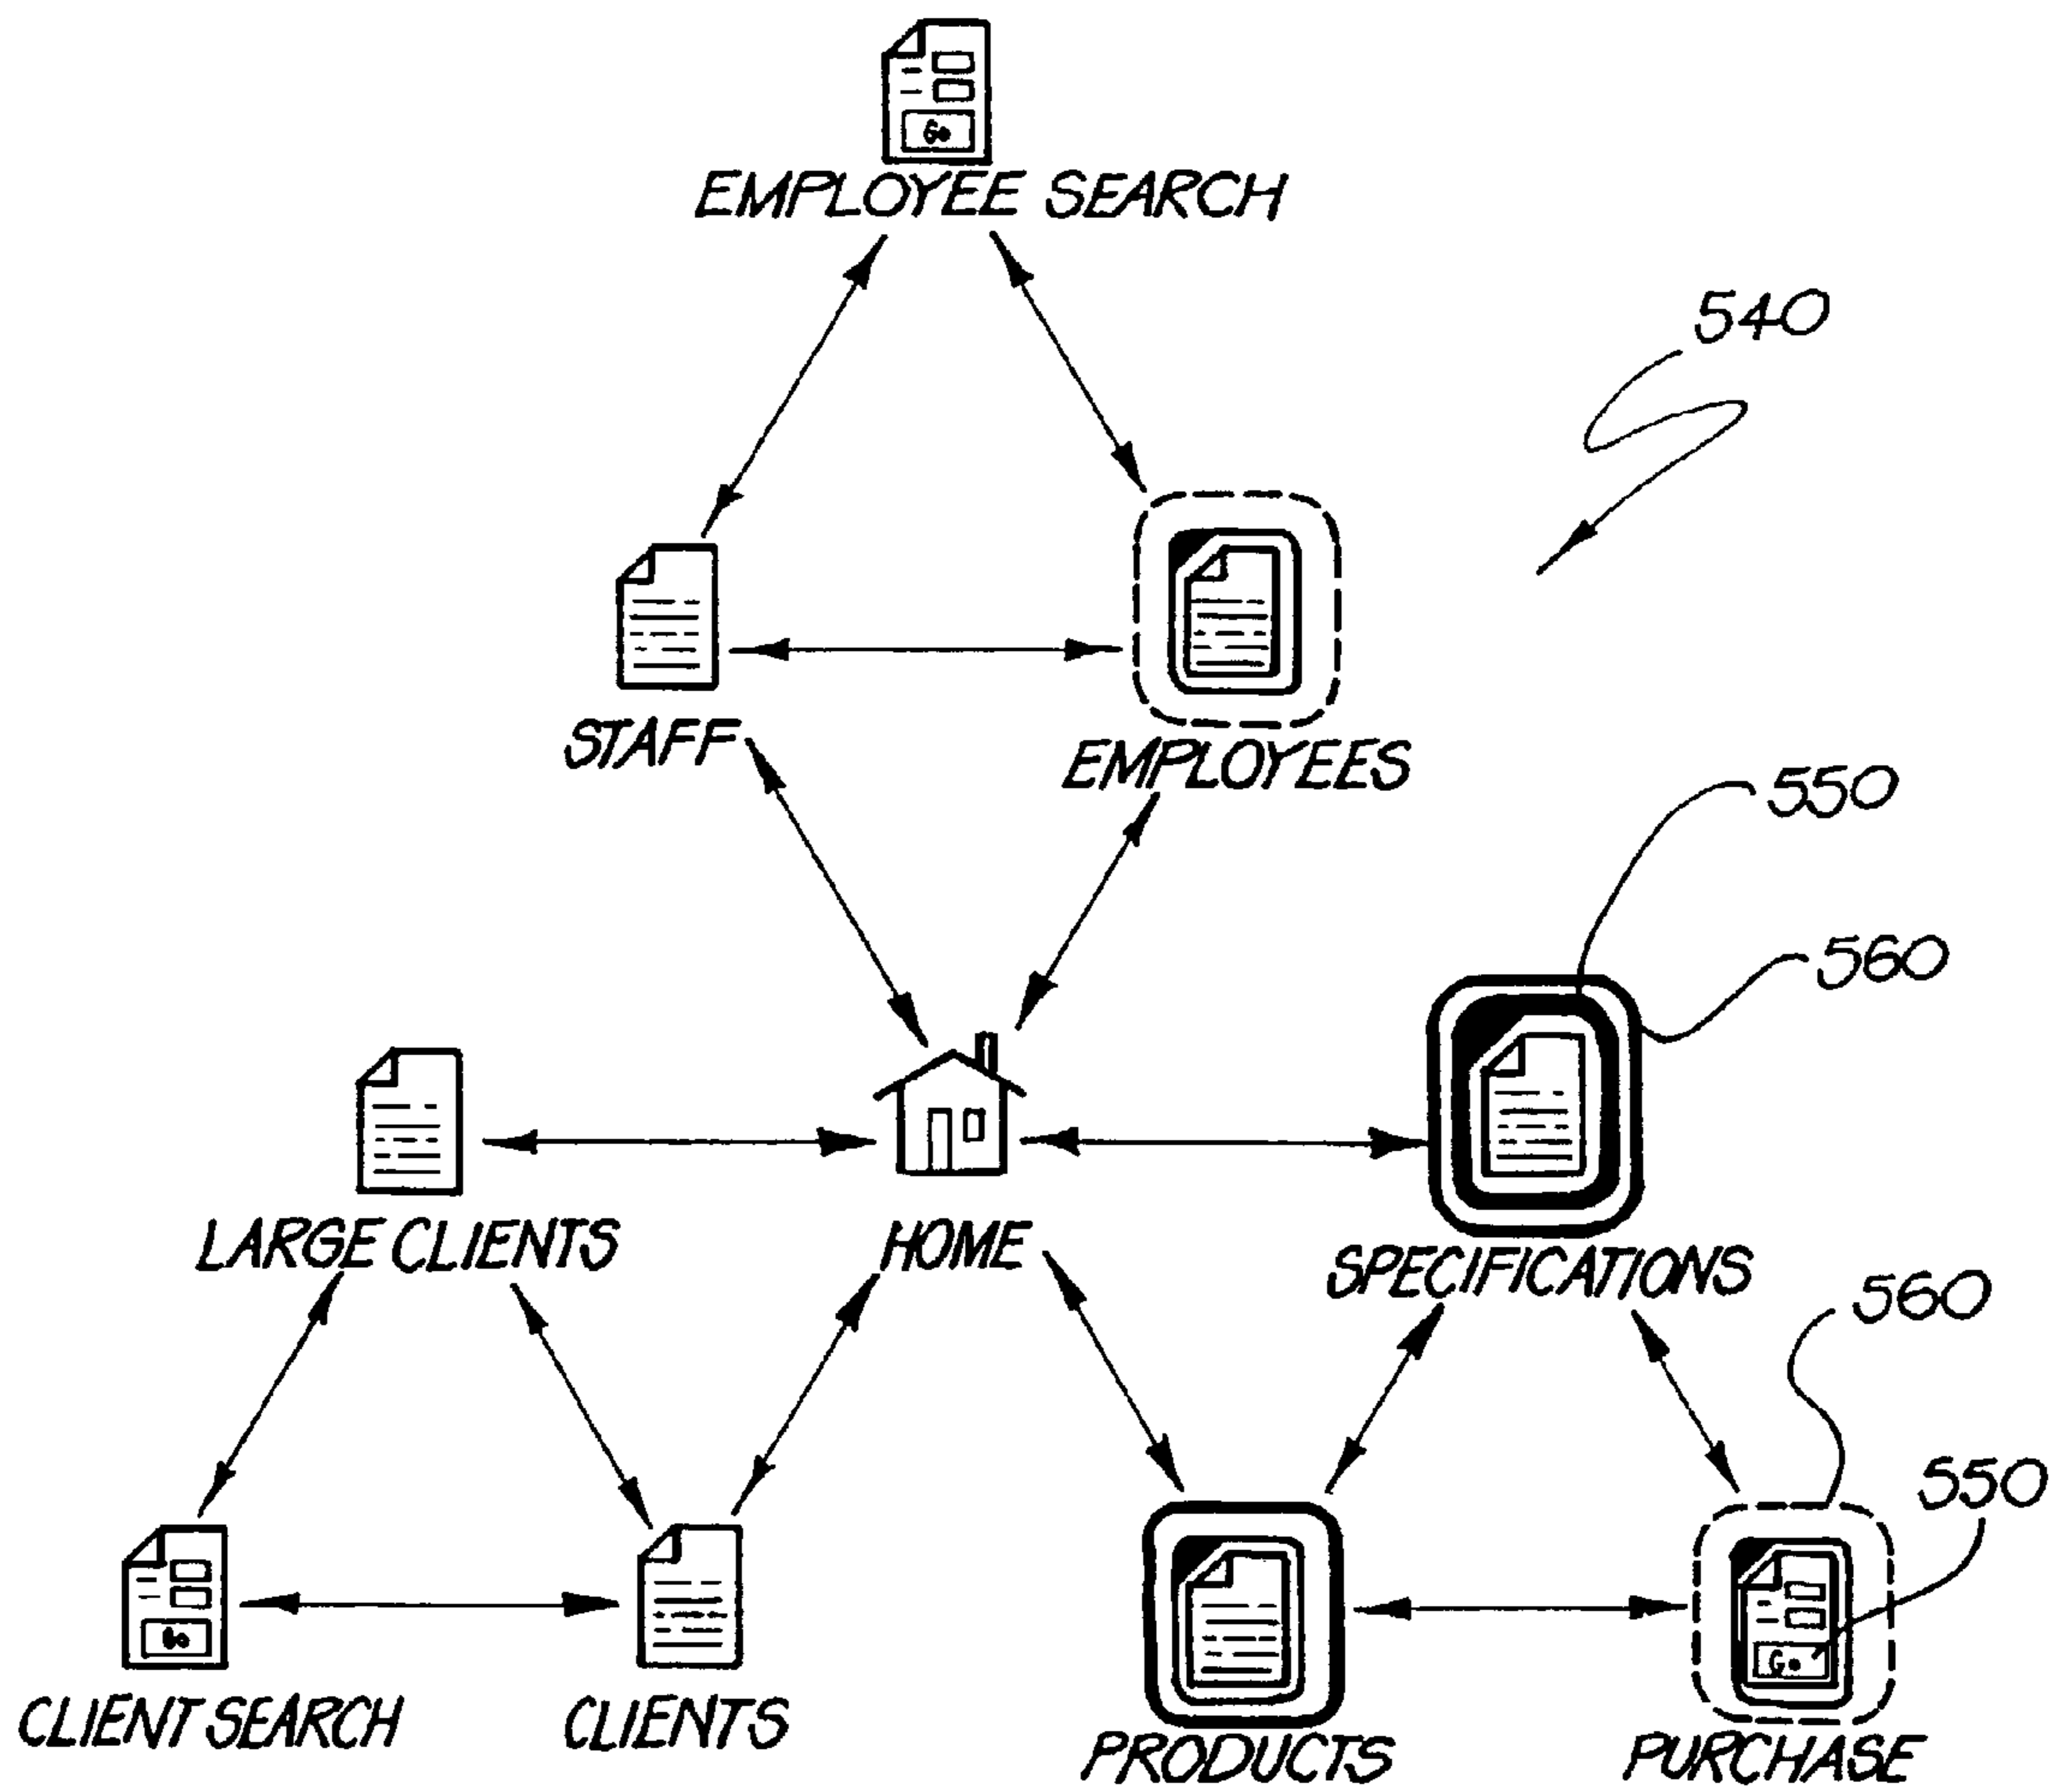 Go
EMPLOYEE SEARCH
540
STAFF
EMPLOYEES
550
560
LARGE CLIENTS
HOME
SPECIFICATIONS
560
550
Go
Go
CLIENT SEARCH
CLIENTS
PRODUCTS
PURCHASE